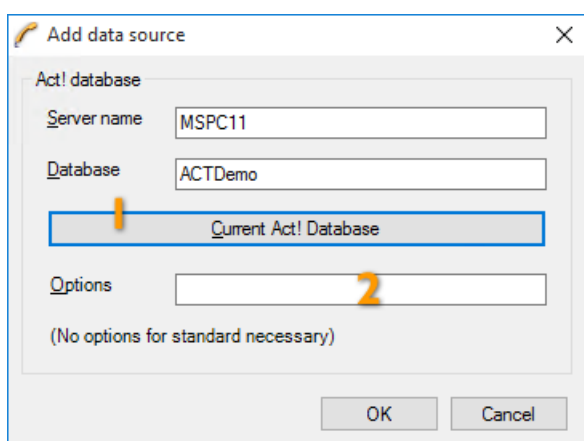 Add data source
Act! database
Server name MSPC11
Database ACTDemo
1
Current Act! Database
Options 2
(No options for standard necessary)
OK Cancel